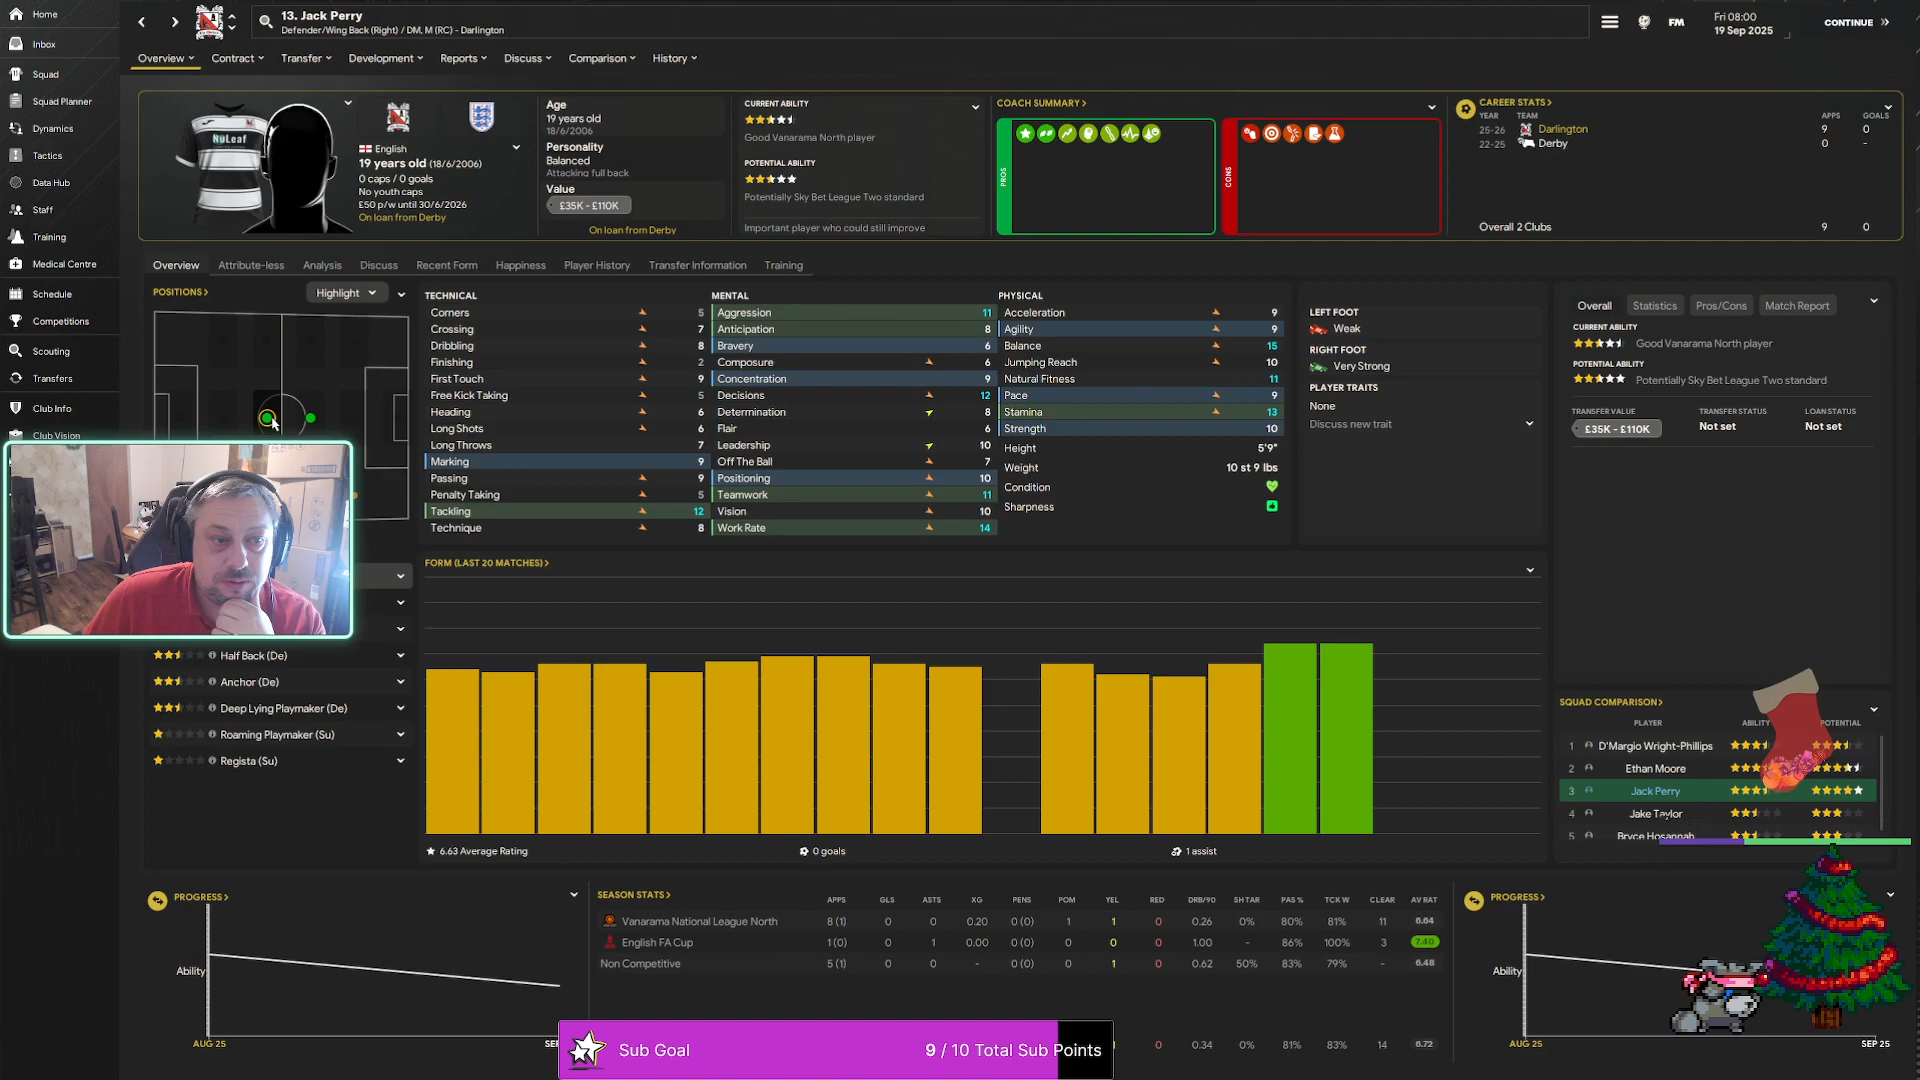 Home
Inbox
Squad
Squad Planner
Dynamics
Tactics
Data Hub
Staff
Training
Medical Centre
Schedule
Competitions
Scouting
Transfers
Club Info
Club Vision
13. Jack Perry
Defender/Wing Back (Right) / DM, M (RC) - Darlington
FM
Fri 08:00
19 Sep 2025
CONTINUE
Overview Contract Transfer Development Reports Discuss Comparison History
NuLeaf
English
19 years old (18/6/2006)
0 caps / 0 goals
No youth caps
£50 p/w until 30/6/2026
On loan from Derby
Age
19 years old
18/6/2006
Personality
Balanced
Attacking full back
Value
£35K - £110K
On loan from Derby
CURRENT ABILITY
Good Vanarama North player
POTENTIAL ABILITY
Potentially Sky Bet League Two standard
Important player who could still improve
COACH SUMMARY >
PROS
CONS
CAREER STATS >
YEAR TEAM APPS GOALS
25-26 Darlington 9 0
22-25 Derby 0 -
Overall 2 Clubs 9 0
Overview Attribute-less Analysis Discuss Recent Form Happiness Player History Transfer Information Training
POSITIONS >
Highlight
Half Back (De)
Anchor (De)
Deep Lying Playmaker (De)
Roaming Playmaker (Su)
Regista (Su)
TECHNICAL
Corners 5
Crossing 7
Dribbling 8
Finishing 2
First Touch 9
Free Kick Taking 5
Heading 6
Long Shots 6
Long Throws 7
Marking 9
Passing 9
Penalty Taking 5
Tackling 12
Technique 8
MENTAL
Aggression 11
Anticipation 8
Bravery 6
Composure 6
Concentration 9
Decisions 12
Determination 8
Flair 6
Leadership 10
Off The Ball 7
Positioning 10
Teamwork 11
Vision 10
Work Rate 14
PHYSICAL
Acceleration 9
Agility 9
Balance 15
Jumping Reach 10
Natural Fitness 11
Pace 9
Stamina 13
Strength 10
Height 5'9"
Weight 10 st 9 lbs
Condition
Sharpness
LEFT FOOT
Weak
RIGHT FOOT
Very Strong
PLAYER TRAITS
None
Discuss new trait
Overall Statistics Pros/Cons Match Report
CURRENT ABILITY
Good Vanarama North player
POTENTIAL ABILITY
Potentially Sky Bet League Two standard
TRANSFER VALUE TRANSFER STATUS LOAN STATUS
£35K - £110K Not set Not set
FORM (LAST 20 MATCHES) >
6.63 Average Rating
0 goals
1 assist
SQUAD COMPARISON >
PLAYER ABILITY POTENTIAL
1 D'Margio Wright-Phillips
2 Ethan Moore
3 Jack Perry
4 Jake Taylor
5 Bryce Hosannah
PROGRESS >
Ability
AUG 25
SEASON STATS > APPS GLS ASTS XG PENS POM YEL RED DRB/90 SH TAR PAS % TCK W CLEAR AV RAT
Vanarama National League North 8 (1) 0 0 0.20 0 (0) 1 1 0 0.26 0% 80% 81% 11 6.64
English FA Cup 1 (0) 0 1 0.00 0 (0) 0 0 0 1.00 - 86% 100% 3 7.40
Non Competitive 5 (1) 0 0 - 0 (0) 0 1 0 0.62 50% 83% 79% - 6.48
0 0.34 0% 81% 83% 14 6.72
PROGRESS >
Ability
AUG 25
SEP 25
Sub Goal
9 / 10 Total Sub Points